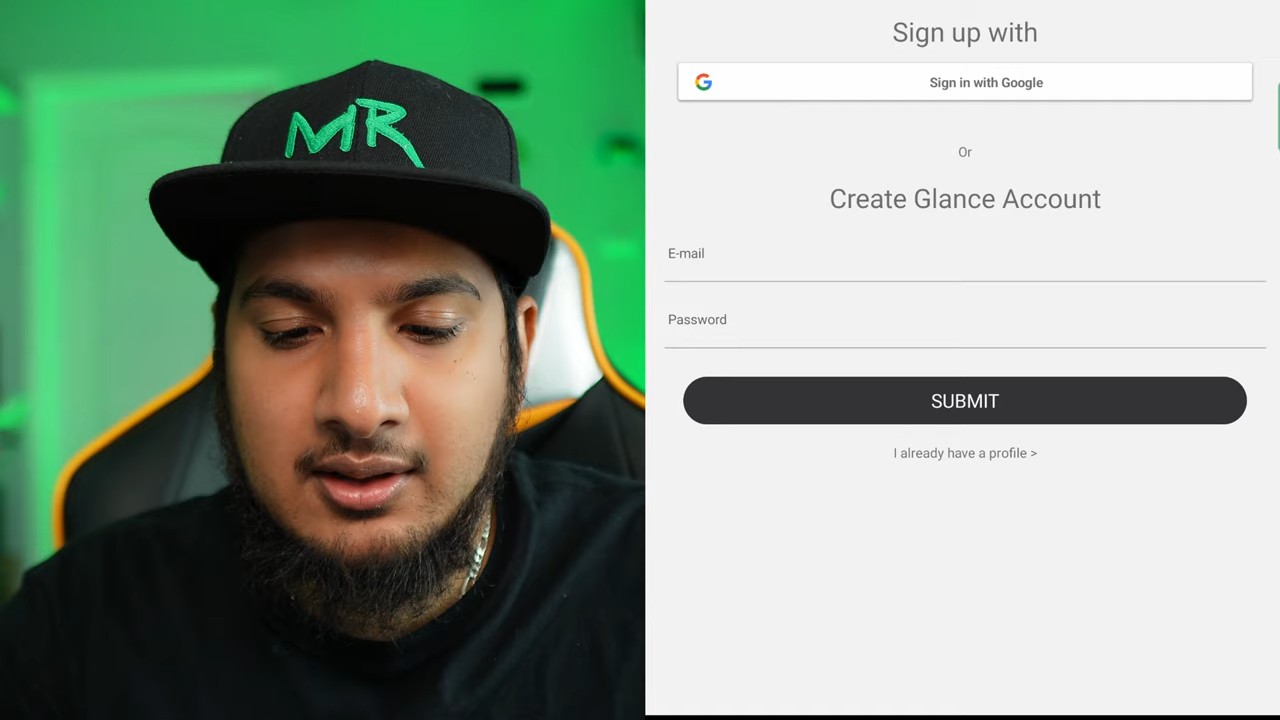 MR
Sign up with
Sign in with Google
Or
Create Glance Account
E-mail
Password
SUBMIT
I already have a profile >